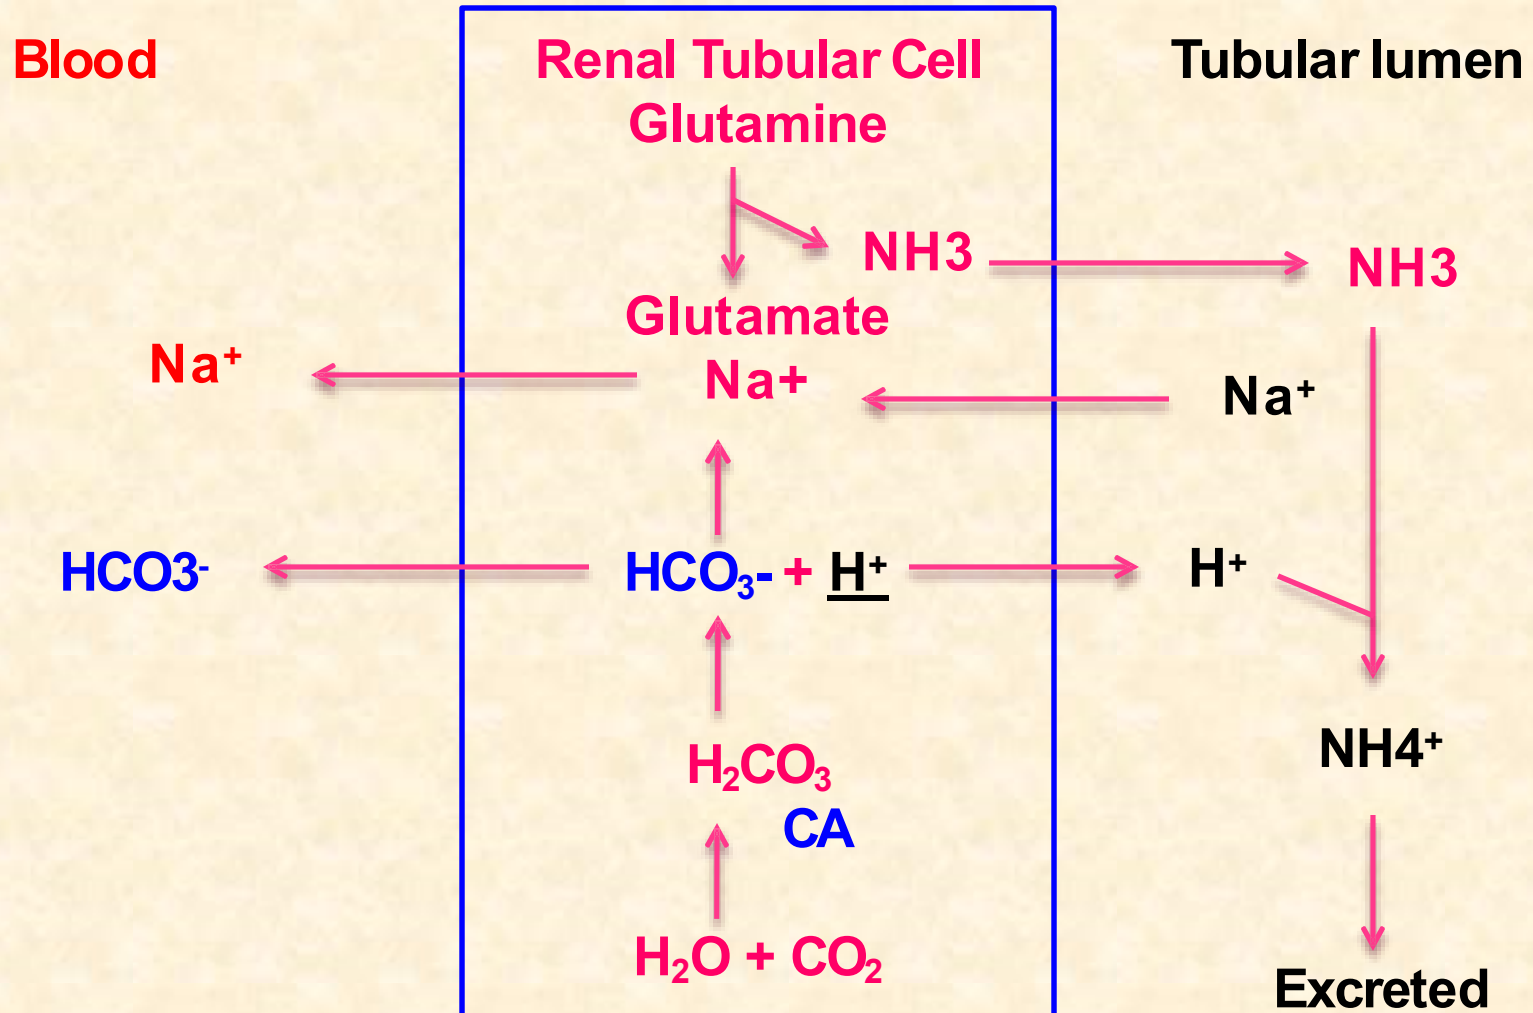 Blood Renal Tubular Cell Tubular lumen
Glutamine
NH3 NH3
Glutamate
Na⁺ Na+ Na⁺
HCO3⁻ HCO₃- + H⁺ H⁺
NH4⁺
H₂CO₃
CA
H₂O + CO₂
Excreted